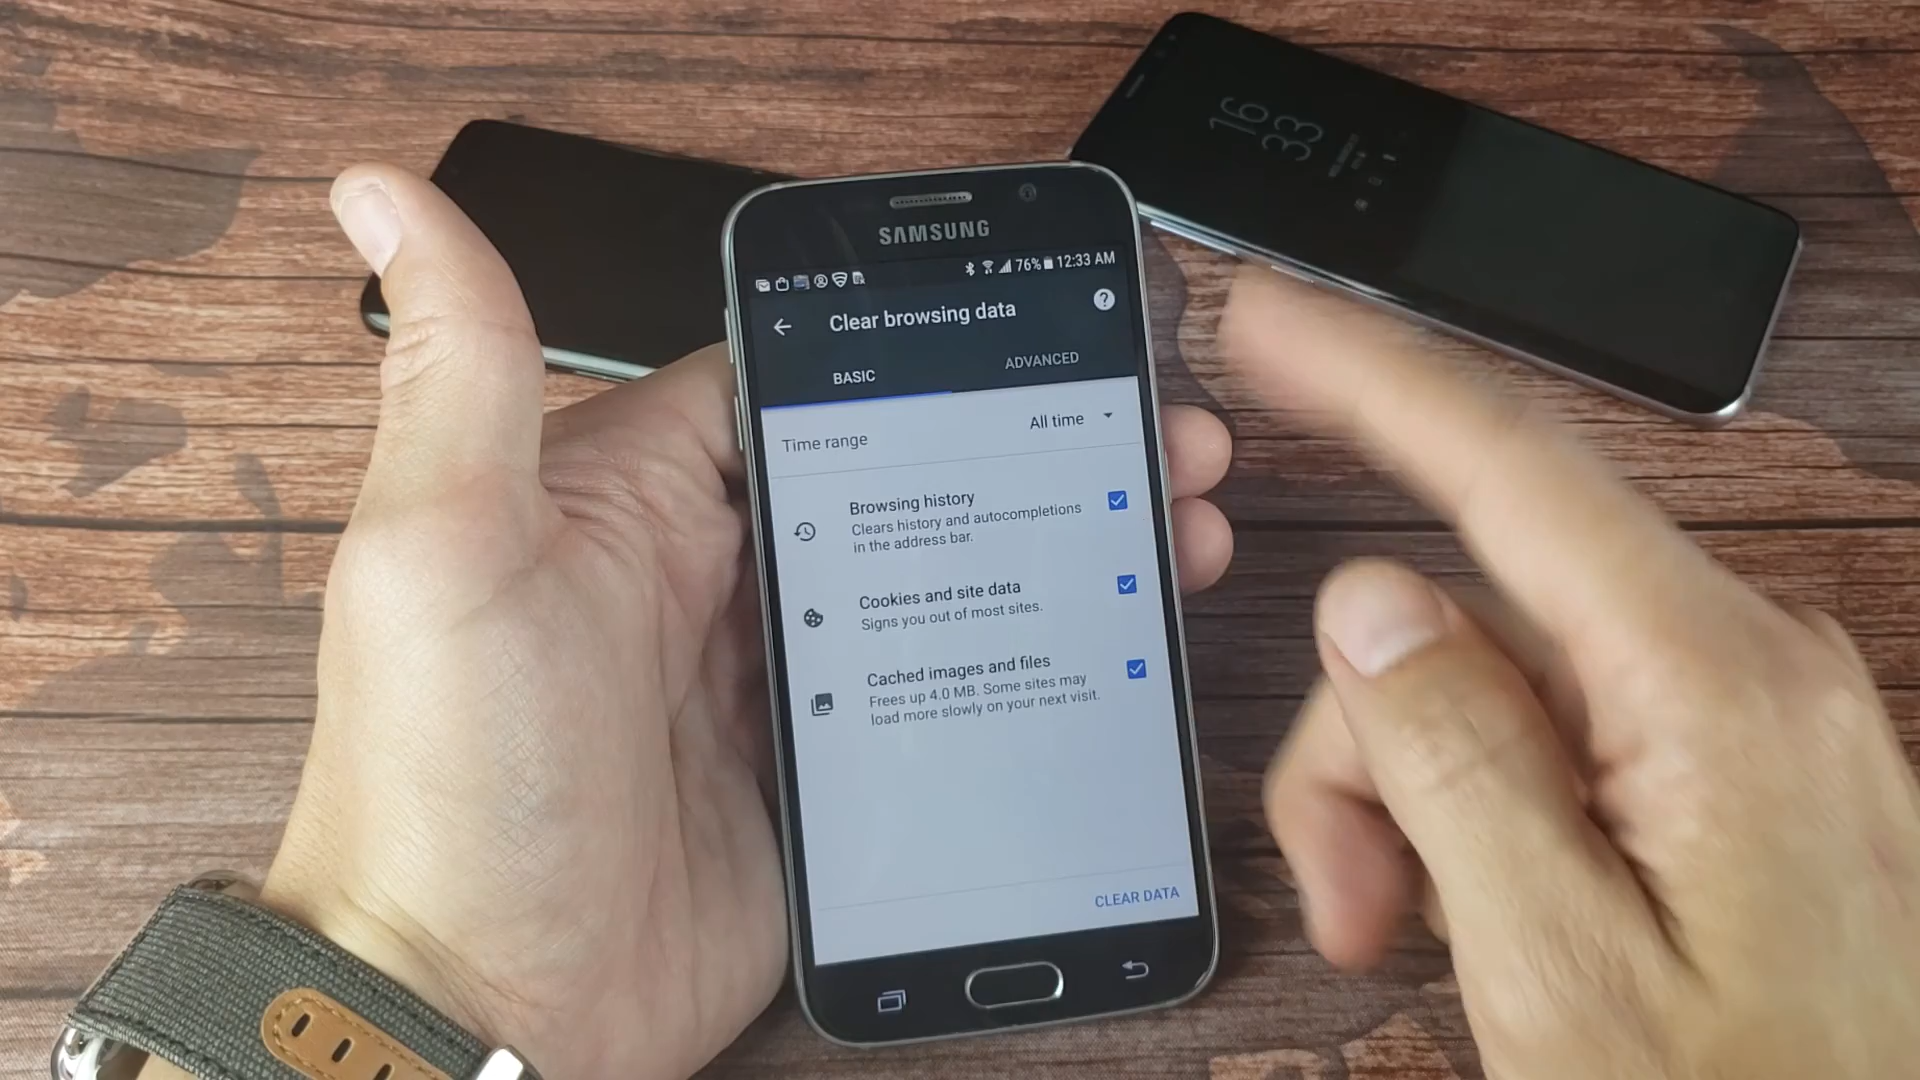 16
33
SAMSUNG
76% 12:33 AM
Clear browsing data
?
BASIC
ADVANCED
Time range
All time
Browsing history
Clears history and autocompletions
in the address bar.
Cookies and site data
Signs you out of most sites.
Cached images and files
Frees up 4.0 MB. Some sites may
load more slowly on your next visit.
CLEAR DATA